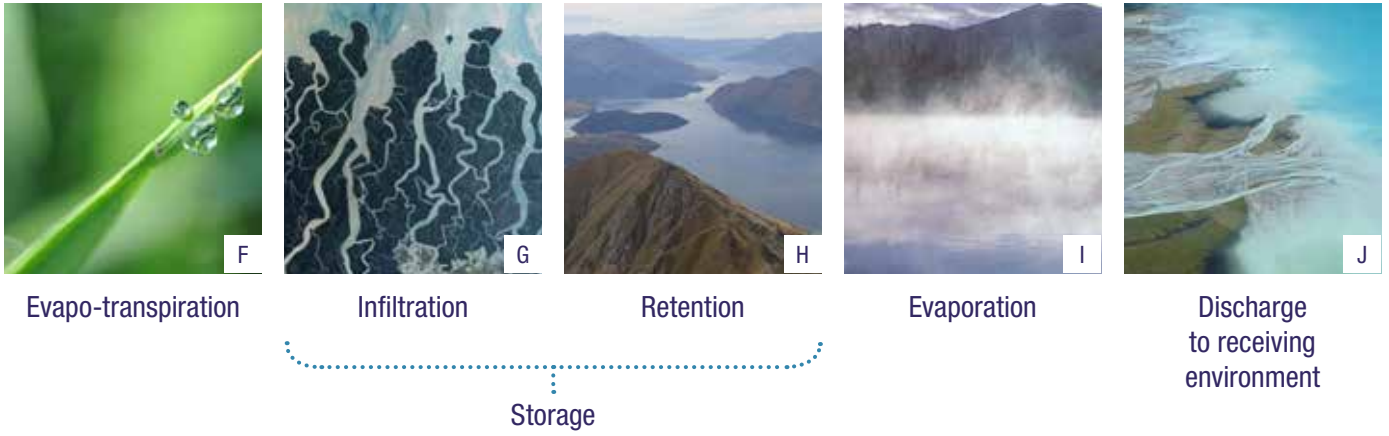 F
G
H
I
J
Evapo-transpiration
Infiltration
Retention
Evaporation
Discharge
to receiving
environment
Storage